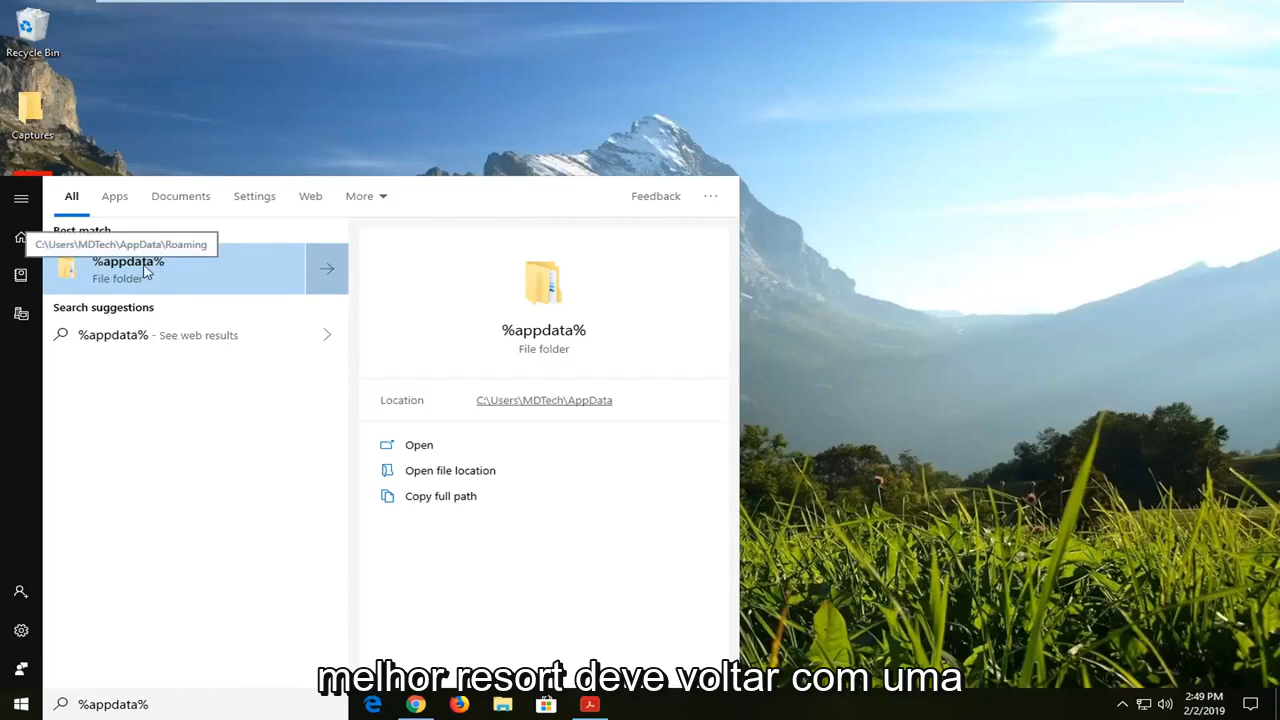 Recycle Bin
Captures
All Apps Documents Settings Web More Feedback ...
Best match
C:\Users\MDTech\AppData\Roaming
%appdata%
File folder
Search suggestions
%appdata% - See web results
%appdata%
File folder
Location C:\Users\MDTech\AppData
Open
Open file location
Copy full path
melhor resort deve voltar com uma
%appdata%
2:49 PM
2/2/2019